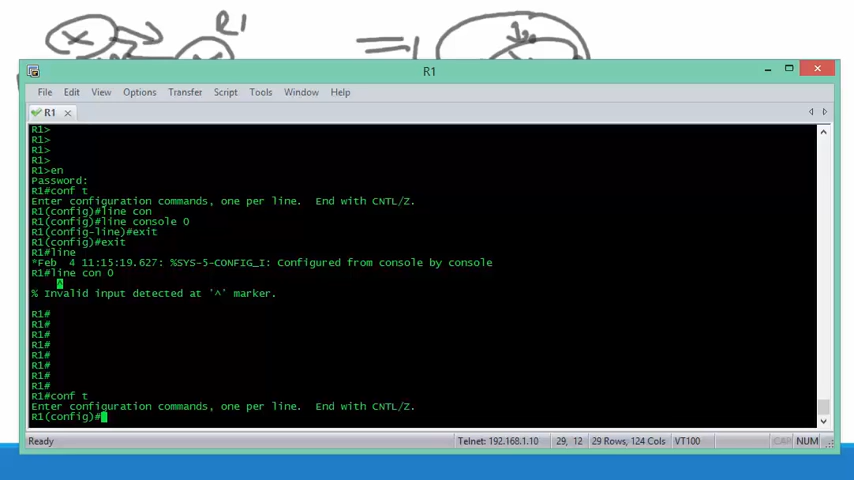 R1
R1
File Edit View Options Transfer Script Tools Window Help
R1
R1>
R1>
R1>
R1>
R1>en
Password:
R1#conf t
Enter configuration commands, one per line.  End with CNTL/Z.
R1(config)#line con
R1(config)#line console 0
R1(config-line)#exit
R1(config)#exit
R1#line
*Feb  4 11:15:19.627: %SYS-5-CONFIG_I: Configured from console by console
R1#line con 0
^
% Invalid input detected at '^' marker.
R1#
R1#
R1#
R1#
R1#
R1#
R1#
R1#
R1#conf t
Enter configuration commands, one per line.  End with CNTL/Z.
R1(config)#
Ready Telnet: 192.168.1.10 29, 12 29 Rows, 124 Cols VT100 CAP NUM